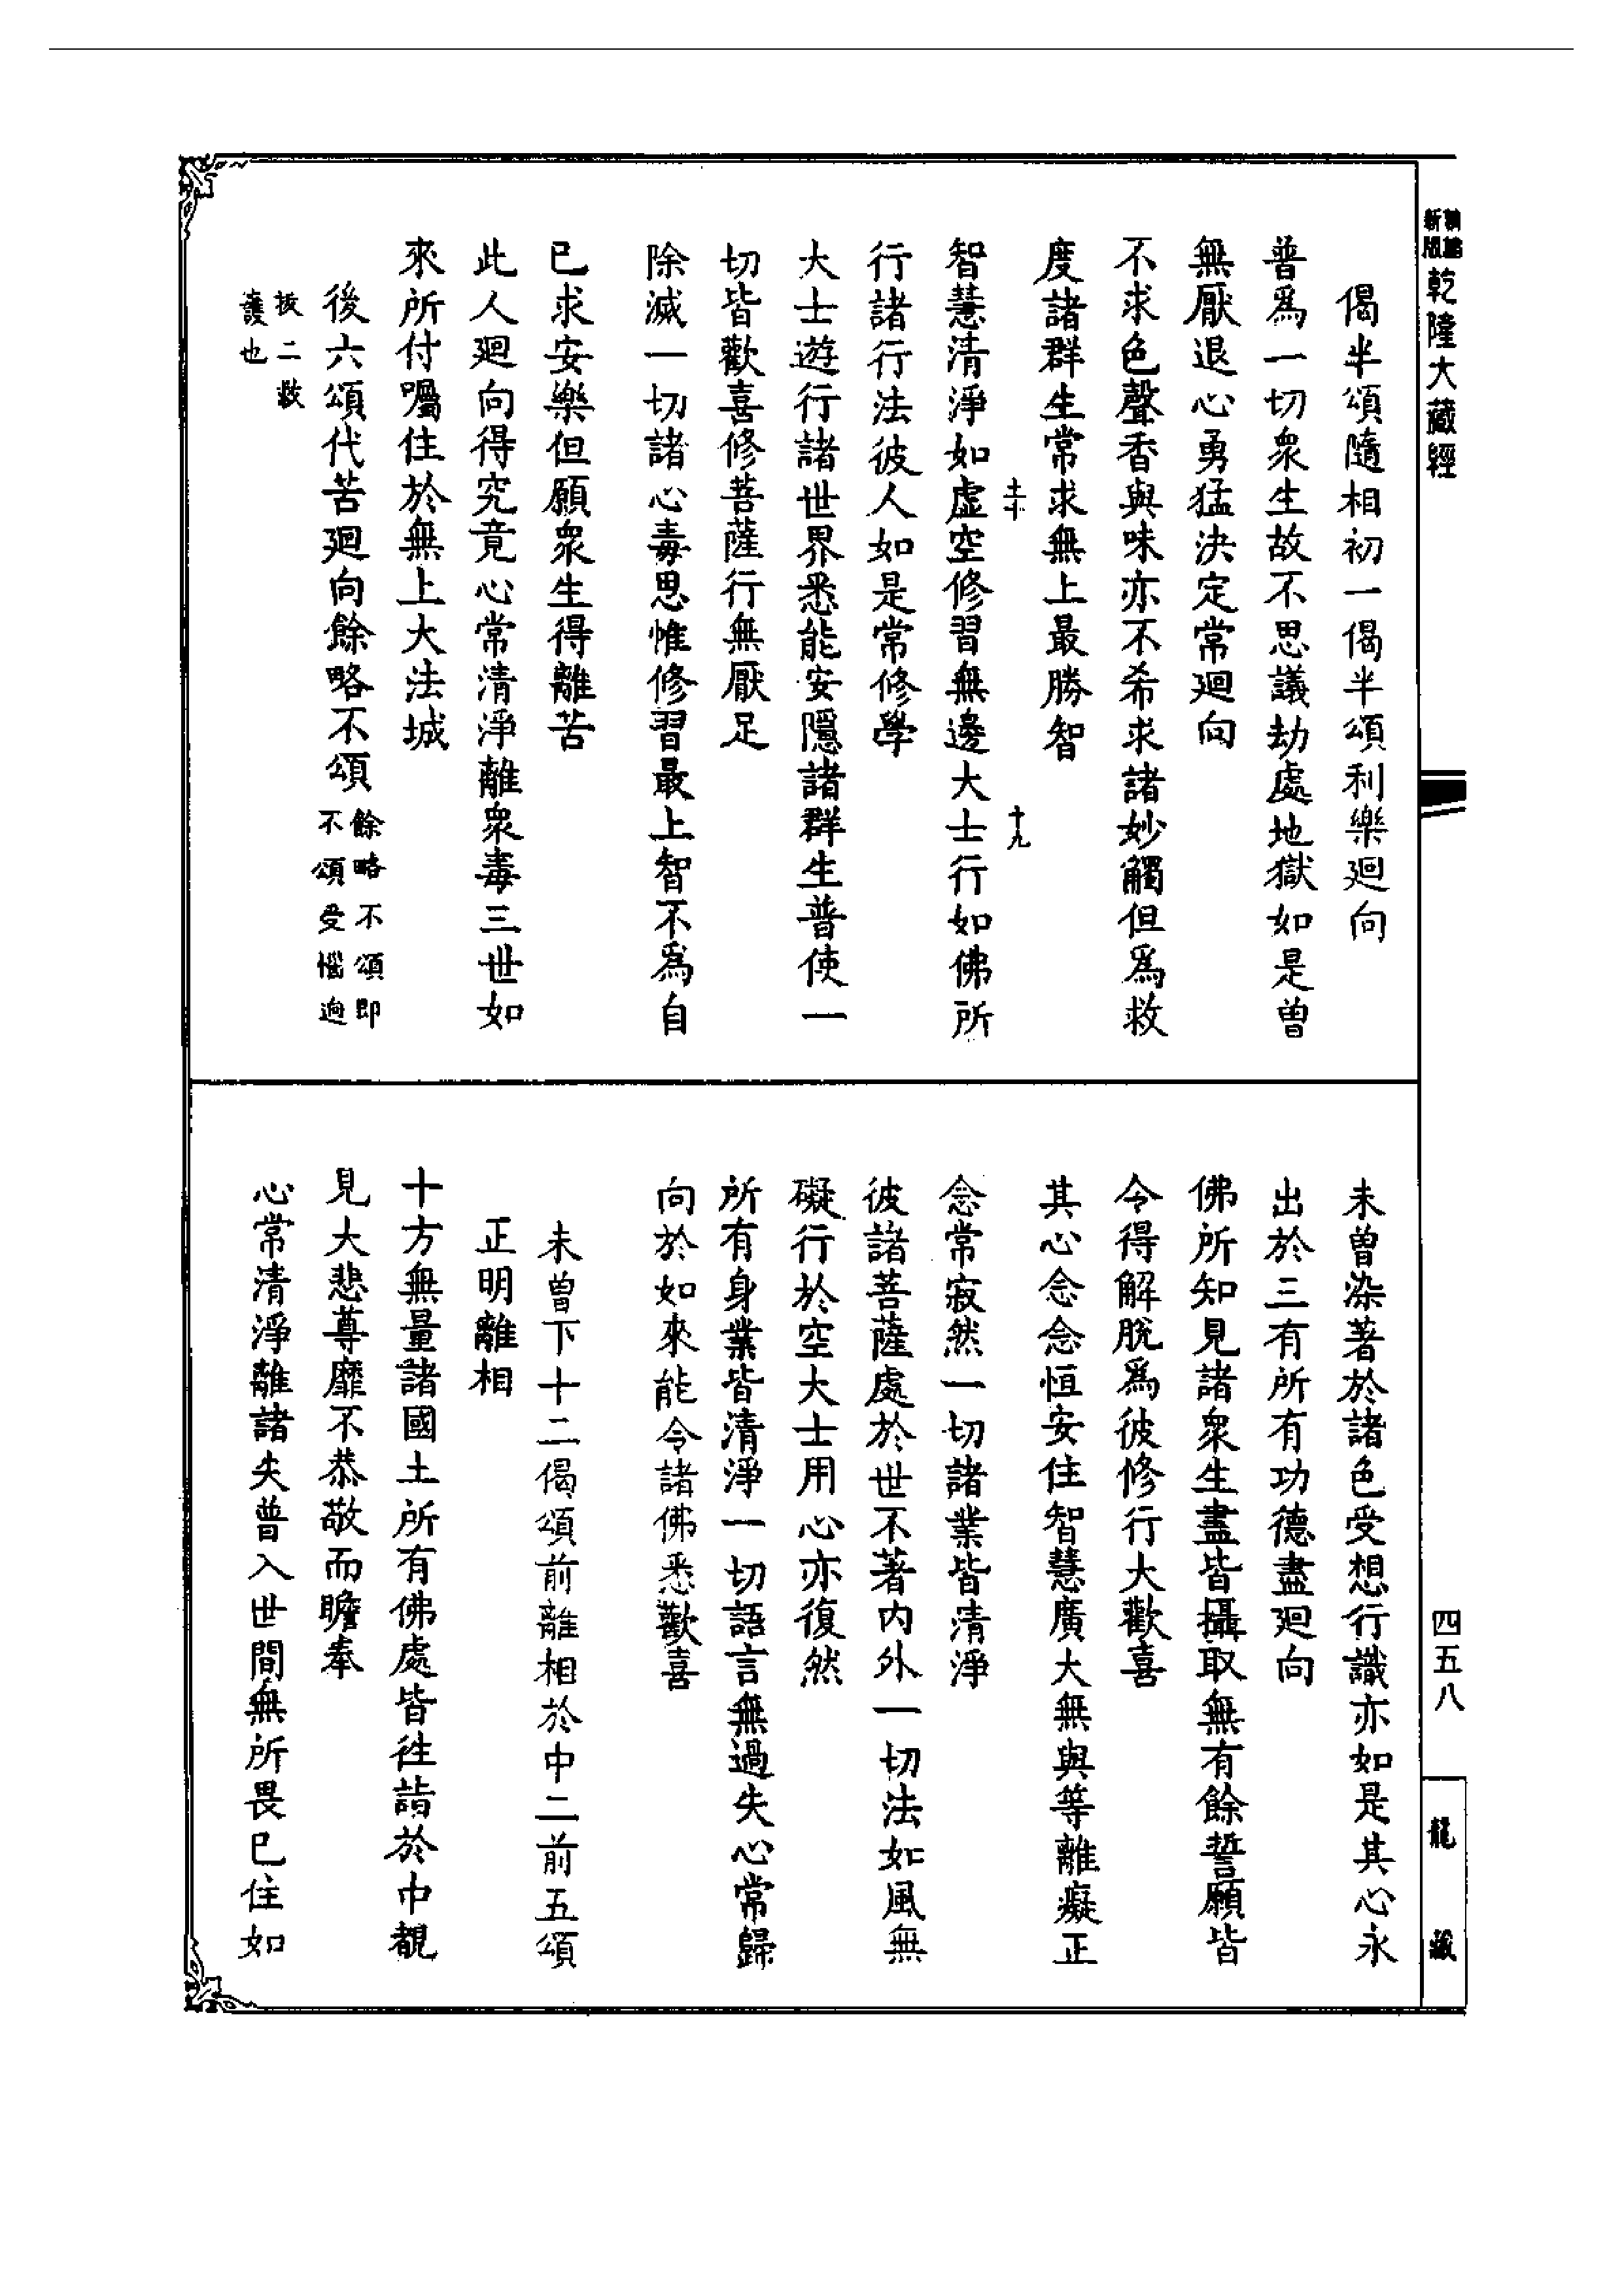 新編
新版
乾隆大藏經
偈半頌隨相初一偈半頌利樂廻向
普爲一切衆生故不思議劫處地獄如是曾
無厭退心勇猛決定常廻向
不求色聲香與味亦不希求諸妙觸但爲救
度諸群生常求無上最勝智
十九
智慧清淨如虛空修習無邊大士行如佛所
行諸行法彼人如是常修學
大士遊行諸世界悉能安隱諸群生普使一
切皆歡喜修菩薩行無厭足
除滅一切諸心毒思惟修習最上智不爲自
已求安樂但願衆生得離苦
此人廻向得究竟心常清淨離衆毒三世如
來所付囑住於無上大法城
後六頌代苦廻向餘略不頌
餘略不頌即
不頌受惱逈
拔二救
護也
未曾染著於諸色受想行識亦如是其心永
出於三有所有功德盡廻向
佛所知見諸衆生盡皆攝取無有餘誓願皆
令得解脫爲彼修行大歡喜
其心念念恒安住智慧廣大無與等離癡正
念常寂然一切諸業皆清淨
彼諸菩薩處於世不著内外一切法如風無
礙行於空大士用心亦復然
所有身業皆清淨一切語言無過失心常歸
向於如來能令諸佛悉歡喜
未曾下十二偈頌前離相於中二前五頌
正明離相
十方無量諸國土所有佛處皆往詣於中覩
見大悲尊靡不恭敬而瞻奉
心常清淨離諸失普入世間無所畏已住如
四五八
龍藏